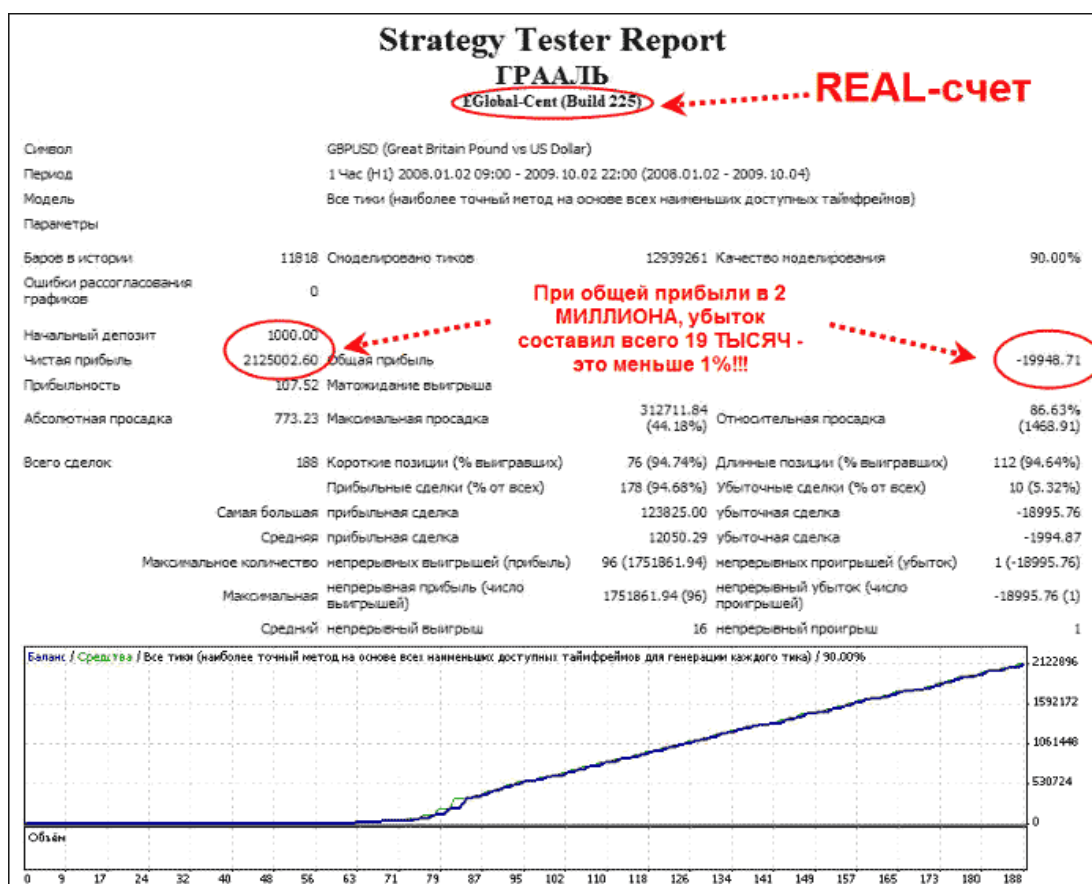 Strategy Tester Report
ГРААЛЬ
EGlobal-Cent (Build 225)
REAL-счет
Символ GBPUSD (Great Britain Pound vs US Dollar)
Период 1 Час (H1) 2008.01.02 09:00 - 2009.10.02 22:00 (2008.01.02 - 2009.10.04)
Модель Все тики (наиболее точный метод на основе всех наименьших доступных таймфреймов)
Параметры
Баров в истории 11818 Смоделировано тиков 12939261 Качество моделирования 90.00%
Ошибки рассогласования графиков 0
При общей прибыли в 2
МИЛЛИОНА, убыток
составил всего 19 ТЫСЯЧ -
это меньше 1%!!!
Начальный депозит 1000.00
Чистая прибыль 2125002.60 Общая прибыль -19948.71
Прибыльность 107.52 Матожидание выигрыша
Абсолютная просадка 773.23 Максимальная просадка 312711.84 (44.18%) Относительная просадка 86.63% (1468.91)
Всего сделок 188 Короткие позиции (% выигравших) 76 (94.74%) Длинные позиции (% выигравших) 112 (94.64%)
Прибыльные сделки (% от всех) 178 (94.68%) Убыточные сделки (% от всех) 10 (5.32%)
Самая большая прибыльная сделка 123825.00 убыточная сделка -18995.76
Средняя прибыльная сделка 12050.29 убыточная сделка -1994.87
Максимальное количество непрерывных выигрышей (прибыль) 96 (1751861.94) непрерывных проигрышей (убыток) 1 (-18995.76)
Максимальная непрерывная прибыль (число выигрышей) 1751861.94 (96) непрерывный убыток (число проигрышей) -18995.76 (1)
Средний непрерывный выигрыш 16 непрерывный проигрыш 1
Баланс / Средства / Все тики (наиболее точный метод на основе всех наименьших доступных таймфреймов для генерации каждого тика) / 90.00%
2122896
1592172
1061448
530724
0
Объём
0 9 17 24 32 40 48 56 63 71 79 87 95 102 110 118 126 134 141 149 157 165 173 180 188